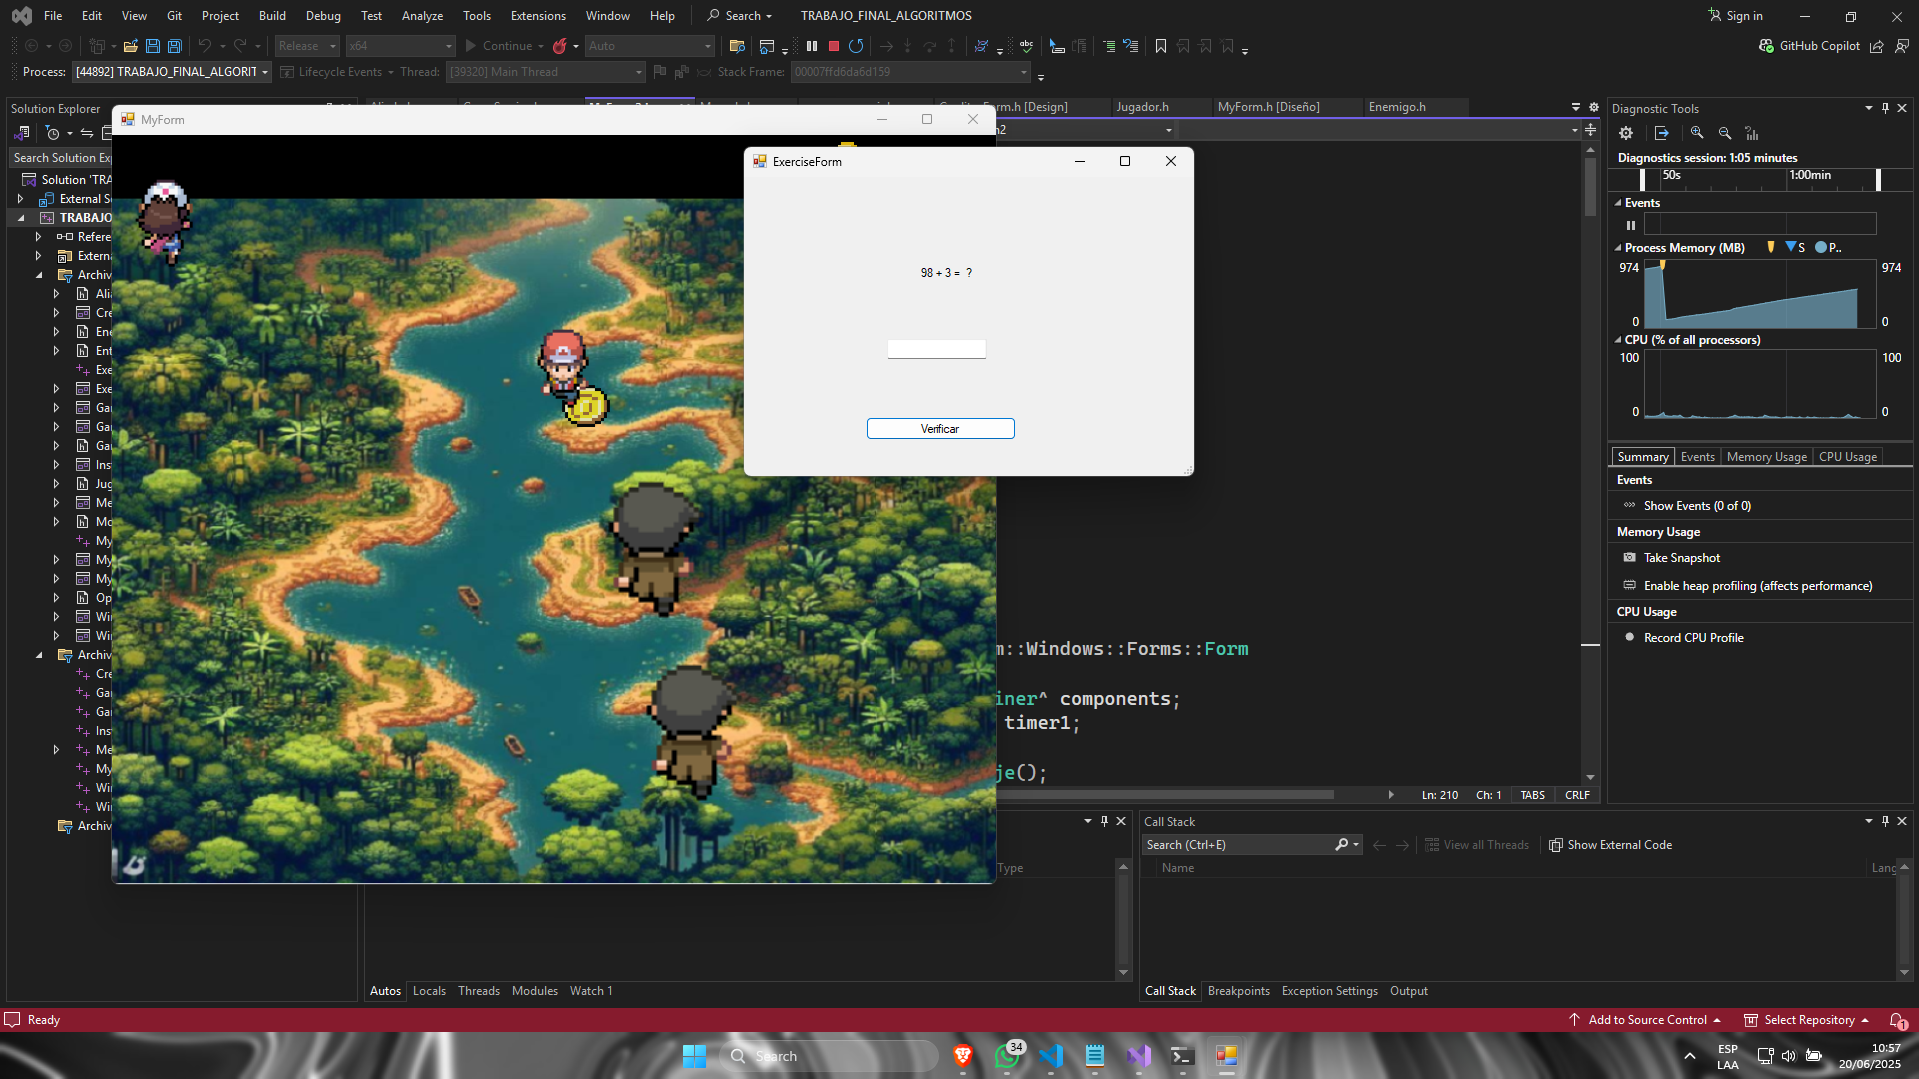 File Edit View Git Project Build Debug Test Analyze Tools Extensions Window Help Search TRABAJO_FINAL_ALGORITMOS Sign in
Release x64 Continue Auto GitHub Copilot
Process: [44892] TRABAJO_FINAL_ALGORIT Lifecycle Events Thread: [39320] Main Thread Stack Frame: 00007ffd6da6d159
Solution Explorer
Form.h [Design] Jugador.h MyForm.h [Diseño] Enemigo.h
Search Solution Exp
Solution 'TRA
External S
TRABAJO
Refere
Extern
Archiv
Ali
Cre
Ene
Ent
Exe
Exe
Ga
Ga
Ga
Ins
Jug
Me
Mo
My
My
My
Op
Wi
Wi
Archiv
Cre
Ga
Ga
Ins
Me
My
Wi
Wi
Archiv
MyForm
ExerciseForm
98 + 3 = ?
Verificar
m::Windows::Forms::Form
iner^ components;
timer1;
je();
Ln: 210 Ch: 1 TABS CRLF
Diagnostic Tools
Diagnostics session: 1:05 minutes
50s 1:00min
Events
Process Memory (MB) S P..
974 974
0 0
CPU (% of all processors)
100 100
0 0
Summary Events Memory Usage CPU Usage
Events
Show Events (0 of 0)
Memory Usage
Take Snapshot
Enable heap profiling (affects performance)
CPU Usage
Record CPU Profile
Type
Autos Locals Threads Modules Watch 1
Call Stack
Search (Ctrl+E) View all Threads Show External Code
Name Lang
Call Stack Breakpoints Exception Settings Output
Ready Add to Source Control Select Repository 1
Search 34 ESP LAA 10:57 20/06/2025